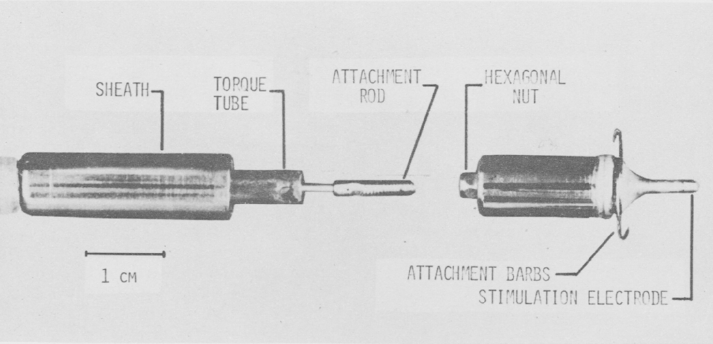 SHEATH
TORQUE
TUBE
ATTACHMENT
ROD
HEXAGONAL
NUT
1 CM
ATTACHMENT BARBS
STIMULATION ELECTRODE